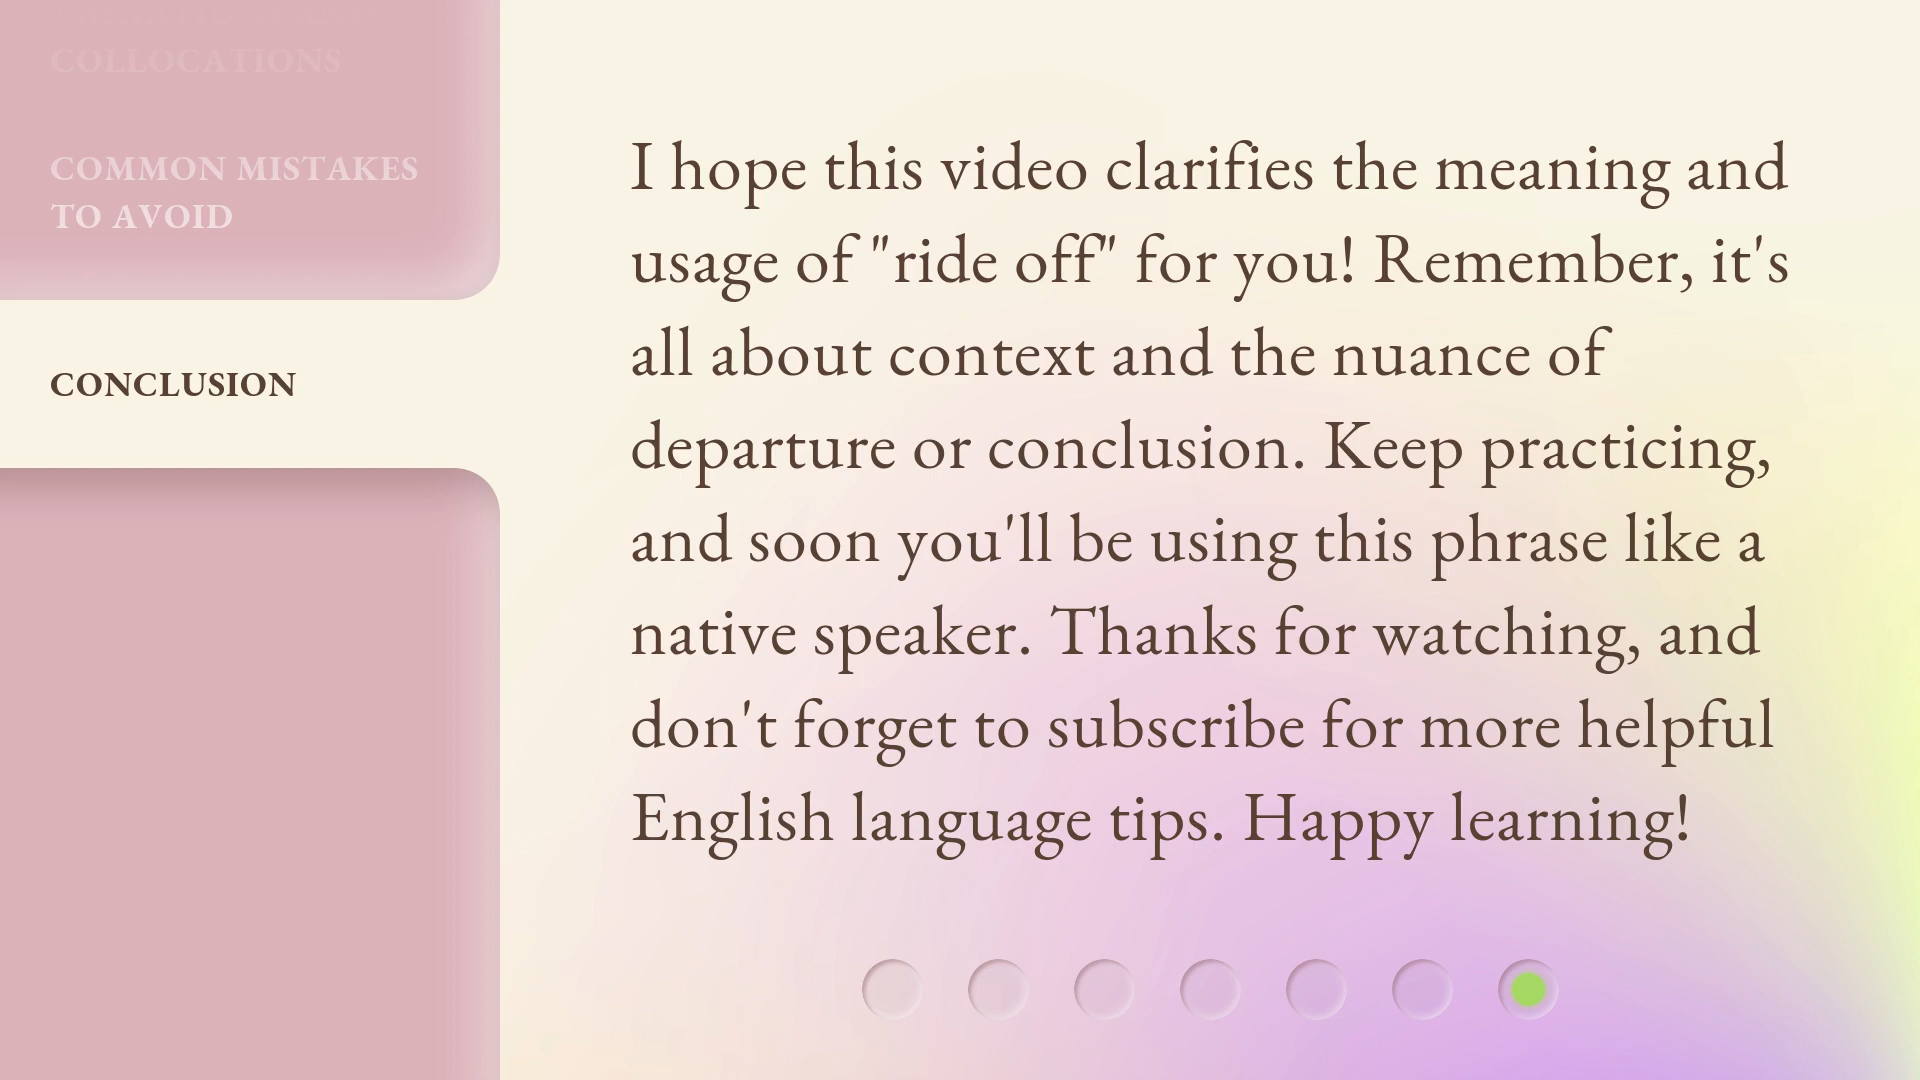 COLLOCATIONS
COMMON MISTAKES
TO AVOID
CONCLUSION
I hope this video clarifies the meaning and
usage of "ride off" for you! Remember, it's
all about context and the nuance of
departure or conclusion. Keep practicing,
and soon you'll be using this phrase like a
native speaker. Thanks for watching, and
don't forget to subscribe for more helpful
English language tips. Happy learning!